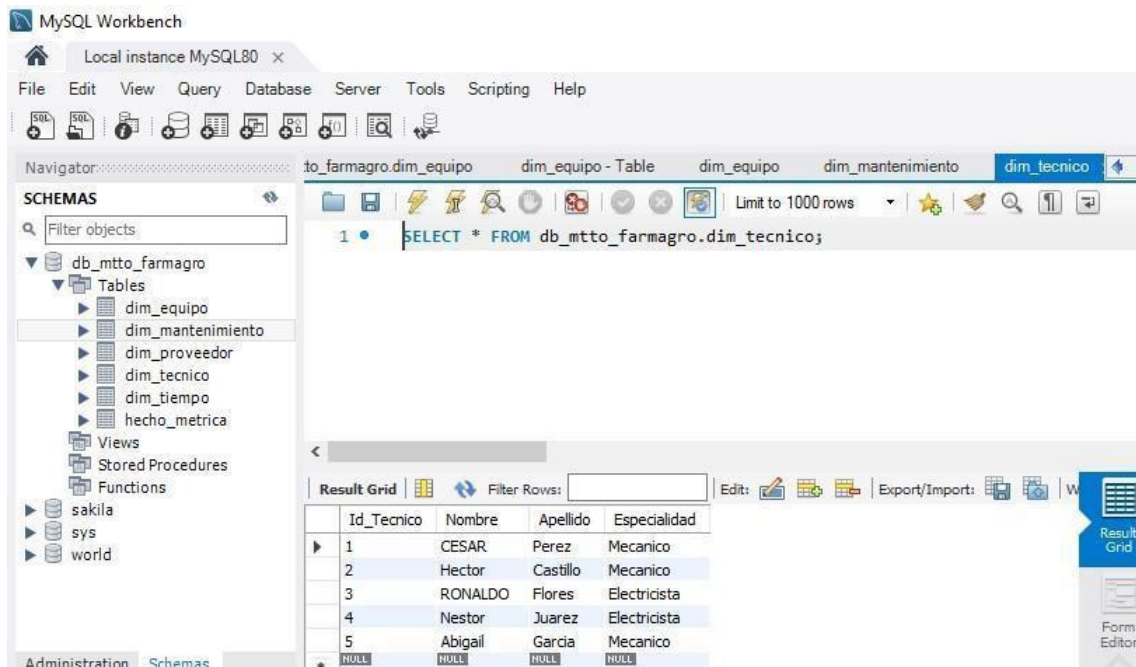 MySQL Workbench
Local instance MySQL80 ×
File Edit View Query Database Server Tools Scripting Help
Navigator
SCHEMAS
Filter objects
db_mtto_farmagro
Tables
dim_equipo
dim_mantenimiento
dim_proveedor
dim_tecnico
dim_tiempo
hecho_metrica
Views
Stored Procedures
Functions
sakila
sys
world
Administration Schemas
to_farmagro.dim_equipo dim_equipo - Table dim_equipo dim_mantenimiento dim_tecnico
Limit to 1000 rows
1 SELECT * FROM db_mtto_farmagro.dim_tecnico;
Result Grid Filter Rows: Edit: Export/Import: W
Id_Tecnico Nombre Apellido Especialidad
1 CESAR Perez Mecanico
2 Hector Castillo Mecanico
3 RONALDO Flores Electricista
4 Nestor Juarez Electricista
5 Abigail Garcia Mecanico
NULL NULL NULL NULL
Result
Grid
Form
Editor